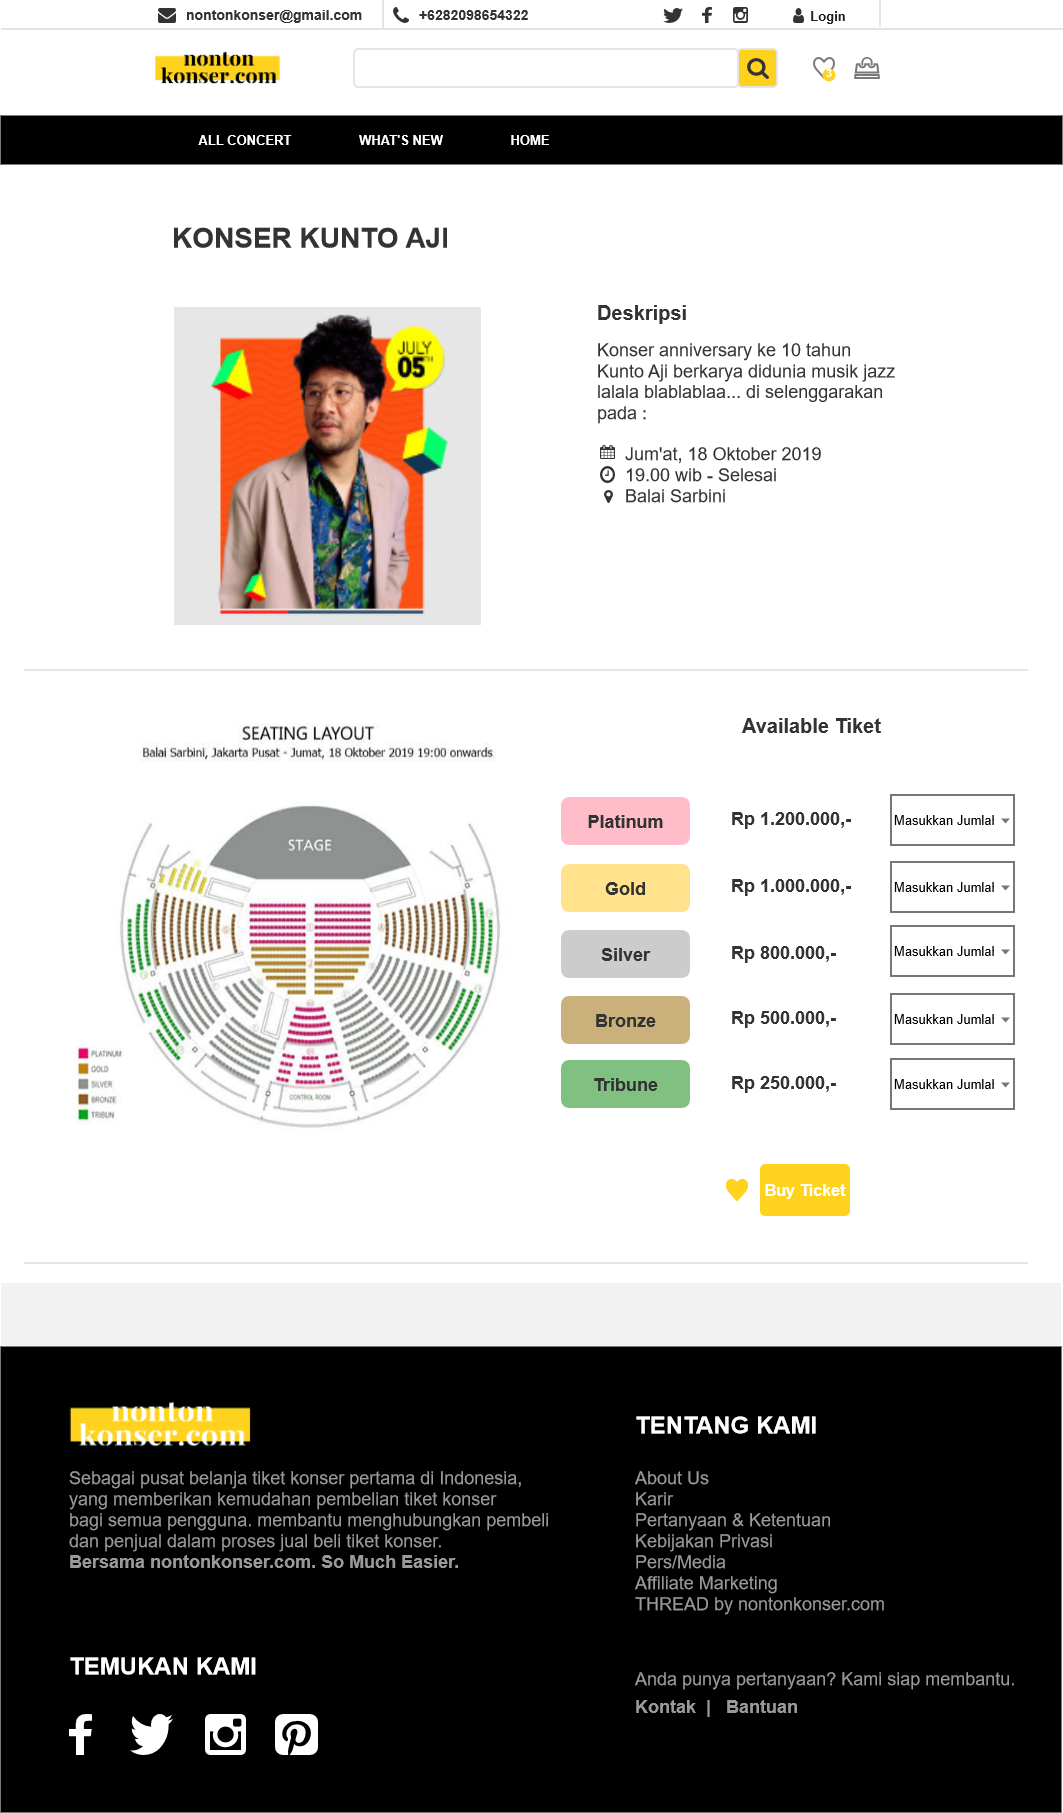 nontonkonser@gmail.com
+6282098654322
Login
nonton
konser.com
3
ALL CONCERT
WHAT'S NEW
HOME
KONSER KUNTO AJI
JULY
05TH
Deskripsi
Konser anniversary ke 10 tahun
Kunto Aji berkarya didunia musik jazz
lalala blablablaa... di selenggarakan
pada :
Jum'at, 18 Oktober 2019
19.00 wib - Selesai
Balai Sarbini
SEATING LAYOUT
Balai Sarbini, Jakarta Pusat - Jumat, 18 Oktober 2019 19:00 onwards
STAGE
CONTROL ROOM
PLATINUM
GOLD
SILVER
BRONZE
TRIBUN
Available Tiket
Platinum
Rp 1.200.000,-
Masukkan Jumlal
Gold
Rp 1.000.000,-
Masukkan Jumlal
Silver
Rp 800.000,-
Masukkan Jumlal
Bronze
Rp 500.000,-
Masukkan Jumlal
Tribune
Rp 250.000,-
Masukkan Jumlal
Buy Ticket
nonton
konser.com
Sebagai pusat belanja tiket konser pertama di Indonesia,
yang memberikan kemudahan pembelian tiket konser
bagi semua pengguna. membantu menghubungkan pembeli
dan penjual dalam proses jual beli tiket konser.
Bersama nontonkonser.com. So Much Easier.
TENTANG KAMI
About Us
Karir
Pertanyaan & Ketentuan
Kebijakan Privasi
Pers/Media
Affiliate Marketing
THREAD by nontonkonser.com
TEMUKAN KAMI
Anda punya pertanyaan? Kami siap membantu.
Kontak | Bantuan